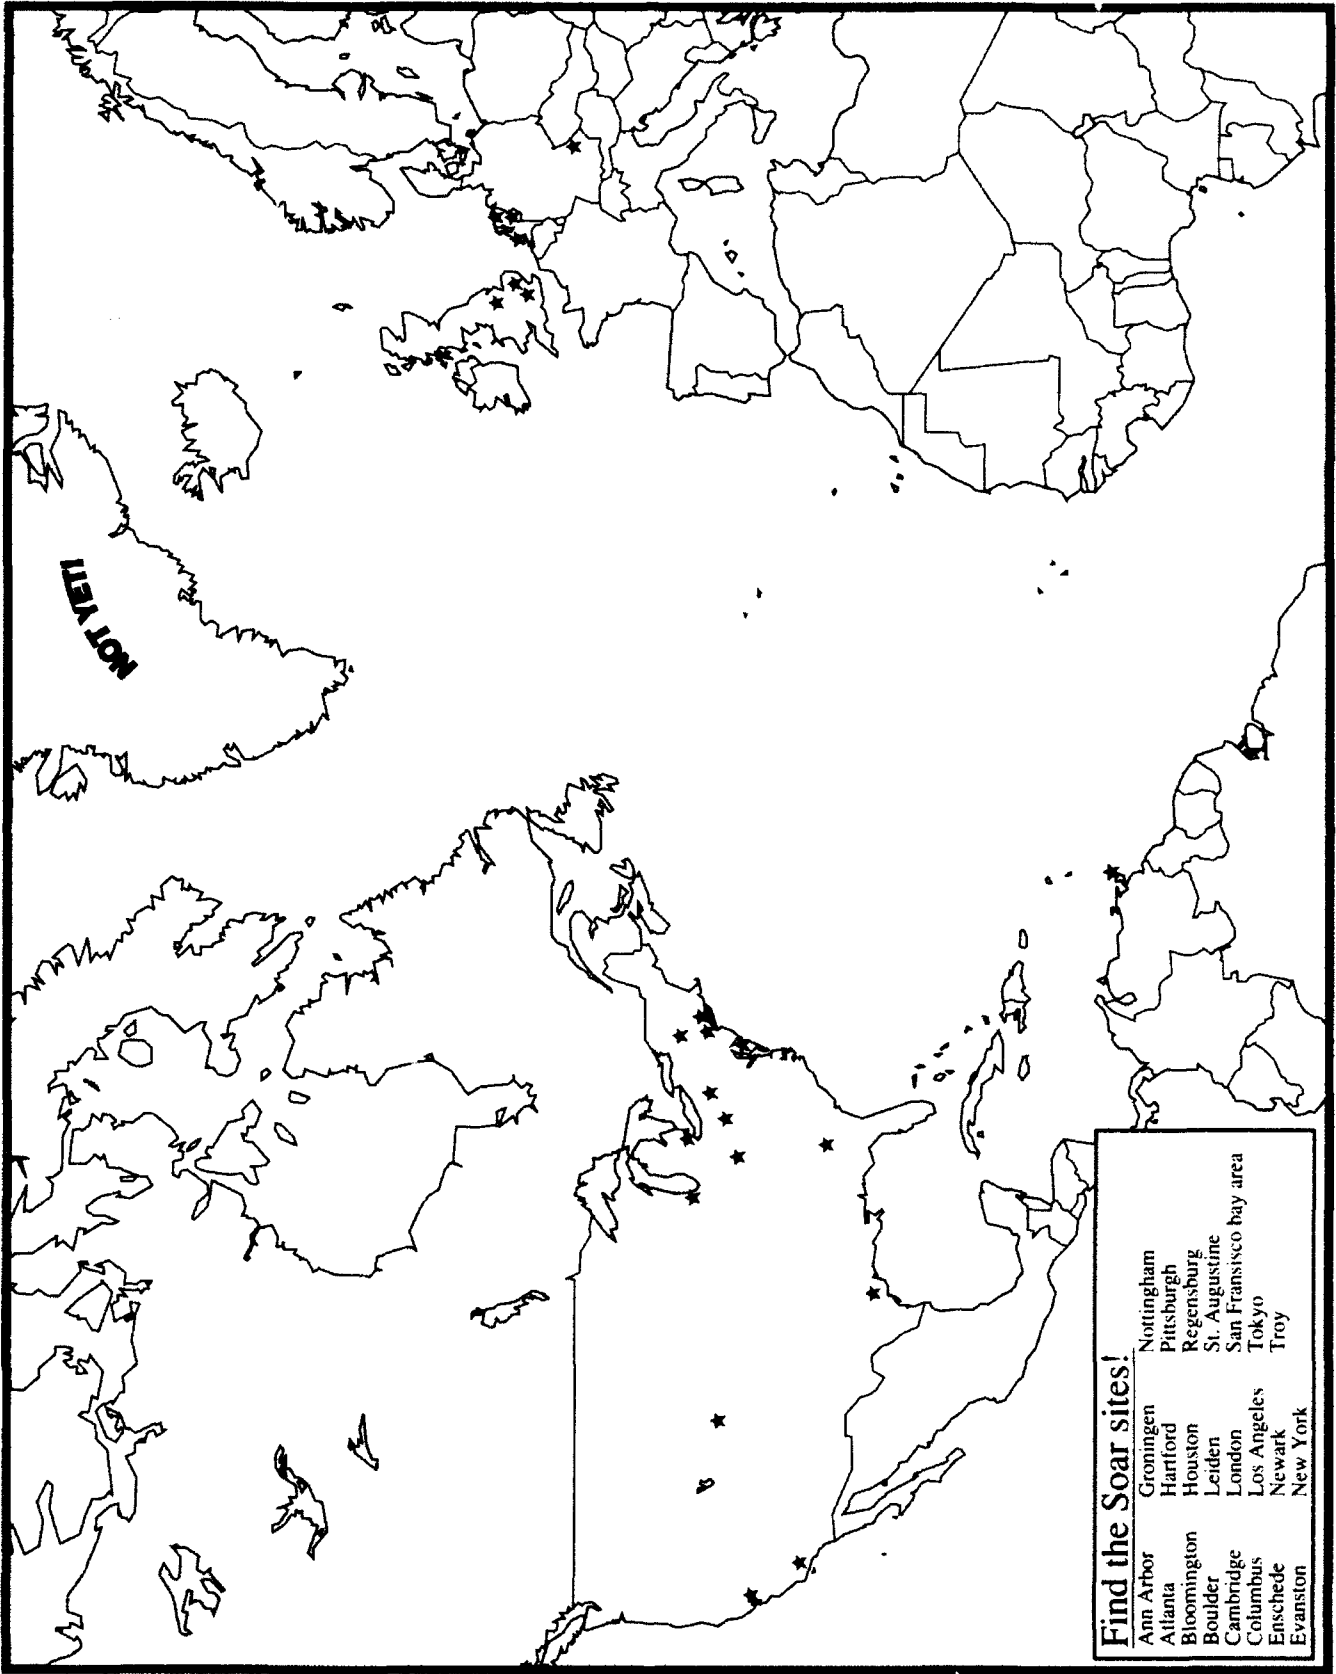 NOT YET!
Find the Soar sites!
Ann Arbor Groningen Nottingham
Atlanta Hartford Pittsburgh
Bloomington Houston Regensburg
Boulder Leiden St. Augustine
Cambridge London San Fransisco bay area
Columbus Los Angeles Tokyo
Enschede Newark Troy
Evanston New York